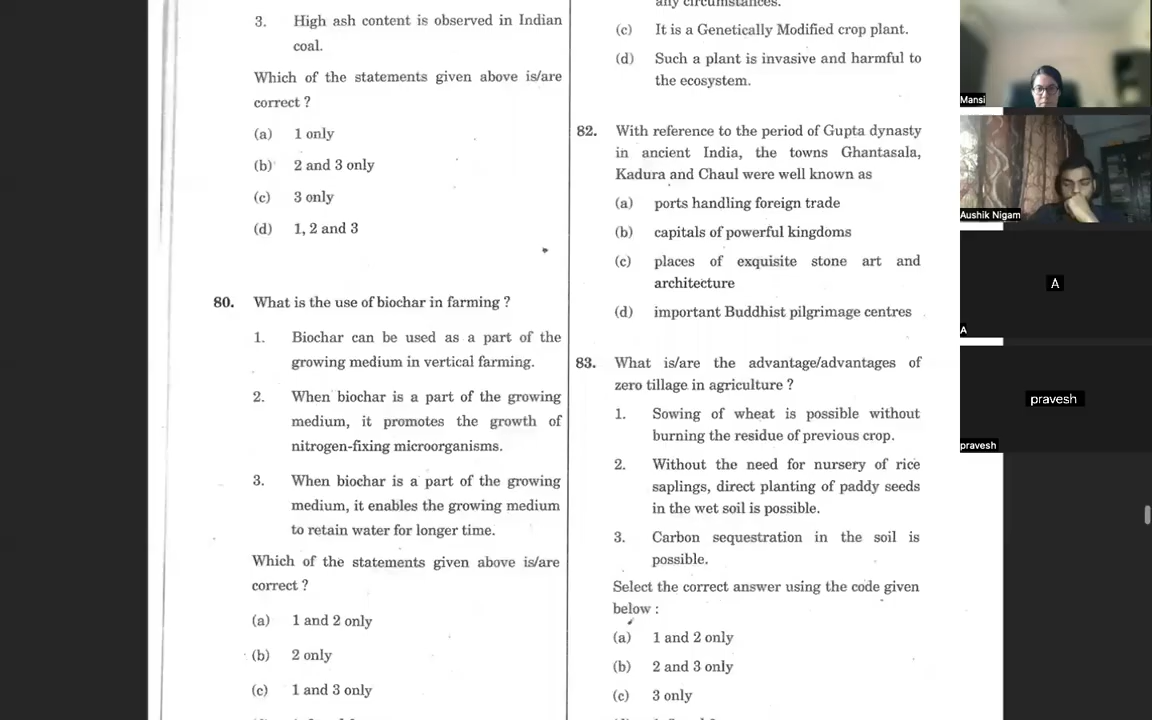 3. High ash content is observed in Indian
coal.
Which of the statements given above is/are
correct ?
(a) 1 only
(b) 2 and 3 only
(c) 3 only
(d) 1, 2 and 3
80. What is the use of biochar in farming ?
1. Biochar can be used as a part of the
growing medium in vertical farming.
2. When biochar is a part of the growing
medium, it promotes the growth of
nitrogen-fixing microorganisms.
3. When biochar is a part of the growing
medium, it enables the growing medium
to retain water for longer time.
Which of the statements given above is/are
correct ?
(a) 1 and 2 only
(b) 2 only
(c) 1 and 3 only
any circumstances.
(c) It is a Genetically Modified crop plant.
(d) Such a plant is invasive and harmful to
the ecosystem.
82. With reference to the period of Gupta dynasty
in ancient India, the towns Ghantasala,
Kadura and Chaul were well known as
(a) ports handling foreign trade
(b) capitals of powerful kingdoms
(c) places of exquisite stone art and
architecture
(d) important Buddhist pilgrimage centres
83. What is/are the advantage/advantages of
zero tillage in agriculture ?
1. Sowing of wheat is possible without
burning the residue of previous crop.
2. Without the need for nursery of rice
saplings, direct planting of paddy seeds
in the wet soil is possible.
3. Carbon sequestration in the soil is
possible.
Select the correct answer using the code given
below :
(a) 1 and 2 only
(b) 2 and 3 only
(c) 3 only
Mansi
Aushik Nigam
A
A
pravesh
pravesh